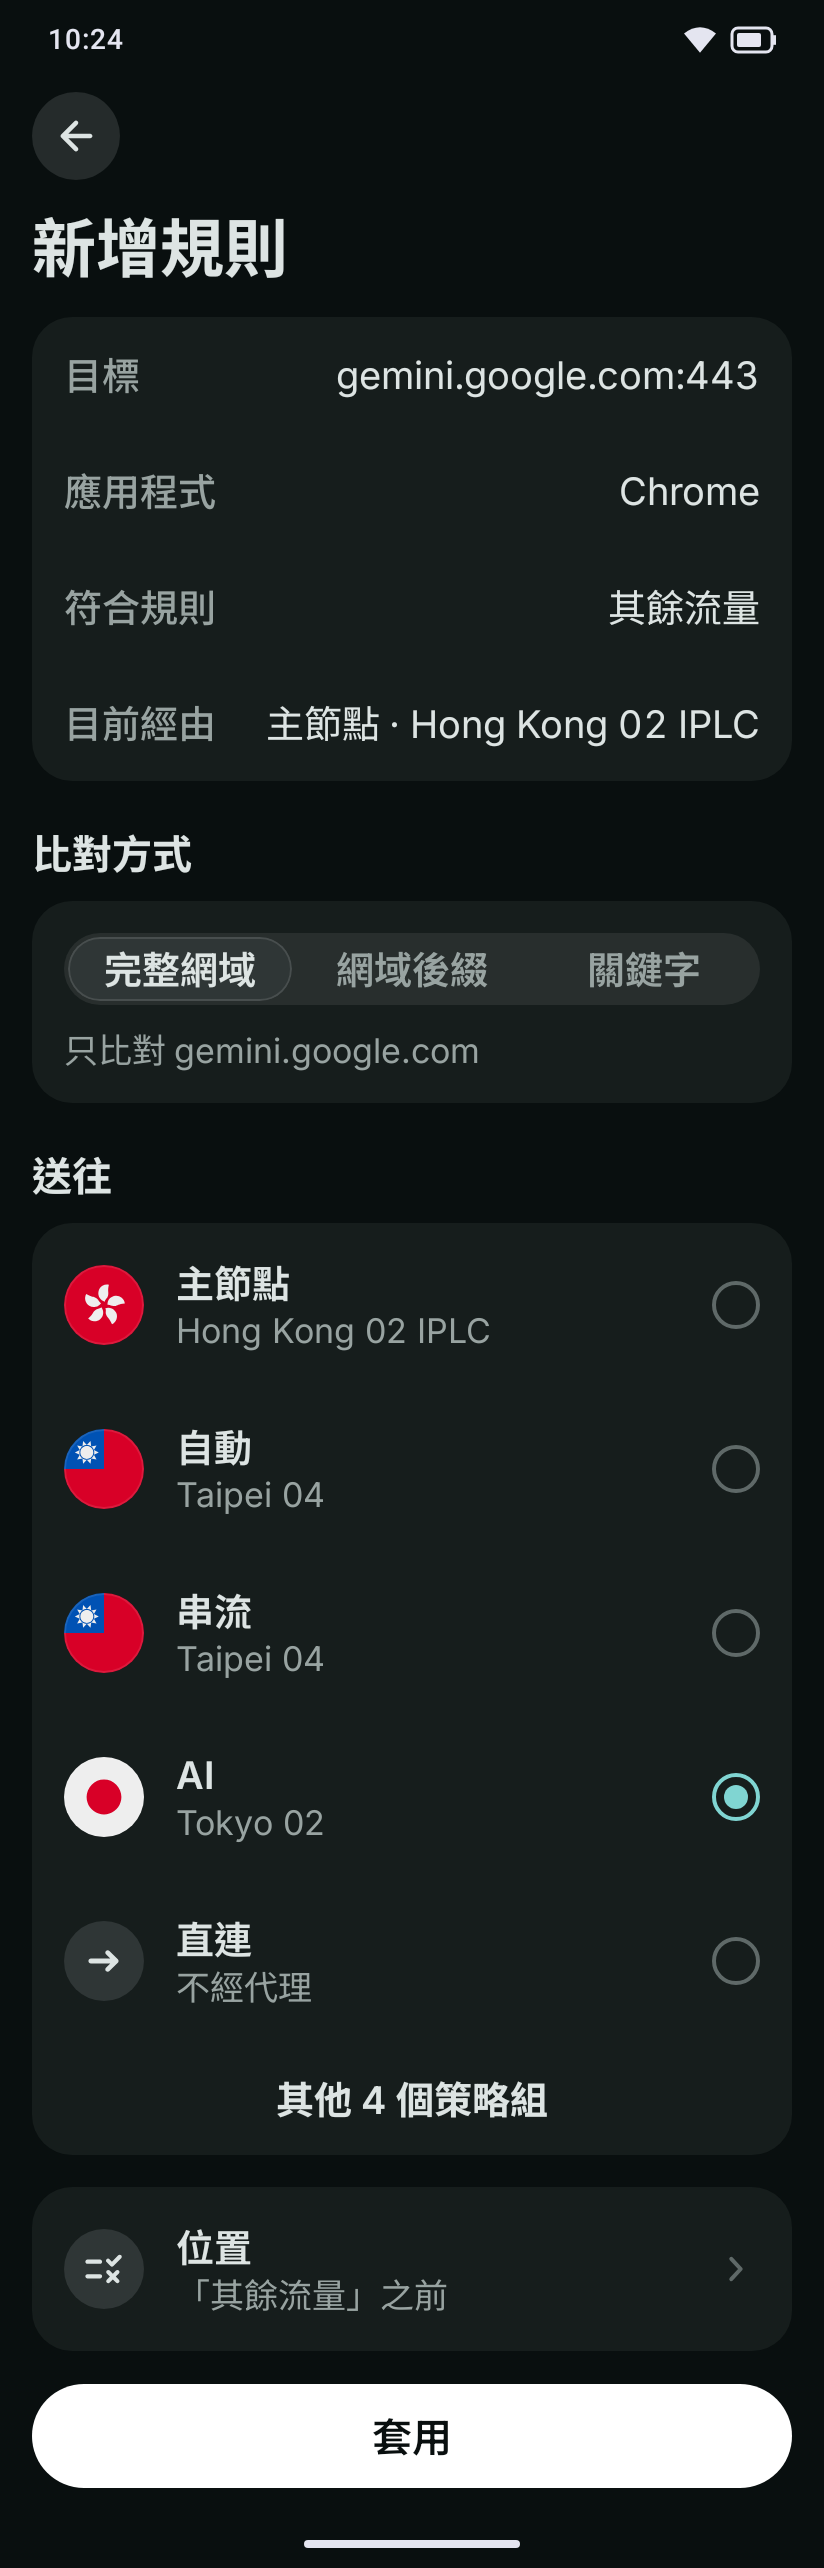 10:24
新增規則
目標 gemini.google.com:443
應用程式 Chrome
符合規則 其餘流量
目前經由 主節點 · Hong Kong 02 IPLC
比對方式
完整網域 網域後綴 關鍵字
只比對 gemini.google.com
送往
主節點
Hong Kong 02 IPLC
自動
Taipei 04
串流
Taipei 04
AI
Tokyo 02
直連
不經代理
其他 4 個策略組
位置
「其餘流量」之前
套用